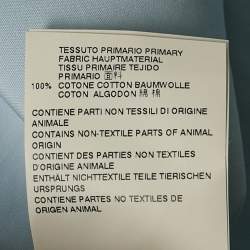 TESSUTO PRIMARIO PRIMARY
FABRIC HAUPTMATERIAL
TISSU PRIMAIRE TEJIDO
PRIMARIO 面料
100% COTONE COTTON BAUMWOLLE
COTON ALGODON 綿 棉
CONTIENE PARTI NON TESSILI DI ORIGINE
ANIMALE
CONTAINS NON-TEXTILE PARTS OF ANIMAL
ORIGIN
CONTIENT DES PARTIES NON TEXTILES
D'ORIGINE ANIMALE
ENTHÄLT NICHTTEXTILE TEILE TIERISCHEN
URSPRUNGS
CONTIENE PARTES NO TEXTILES DE
ORIGEN ANIMAL